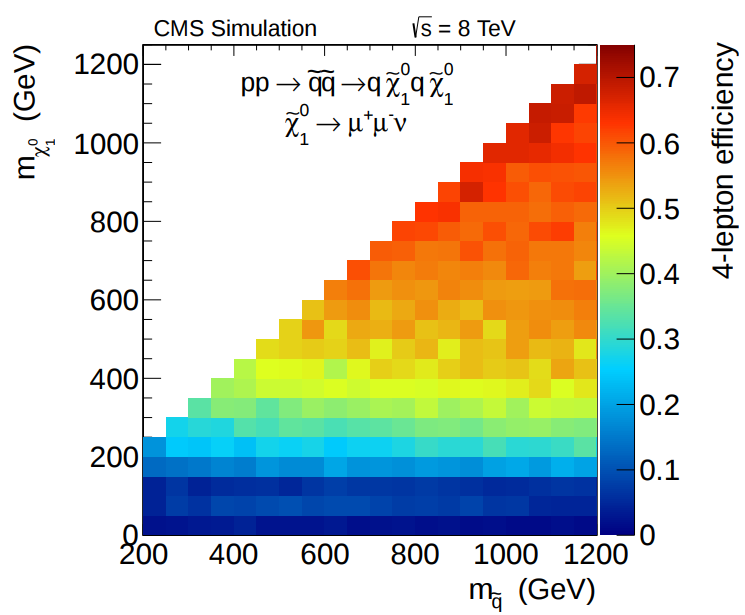 CMS Simulation √s = 8 TeV
pp → q̃q̃ → q χ̃₁⁰ q χ̃₁⁰
χ̃₁⁰ → μ⁺μ⁻ν
m_χ̃₁⁰ (GeV)
1200
1000
800
600
400
200
0
200 400 600 800 1000 1200
m_q̃ (GeV)
0.7
0.6
0.5
0.4
0.3
0.2
0.1
0
4-lepton efficiency